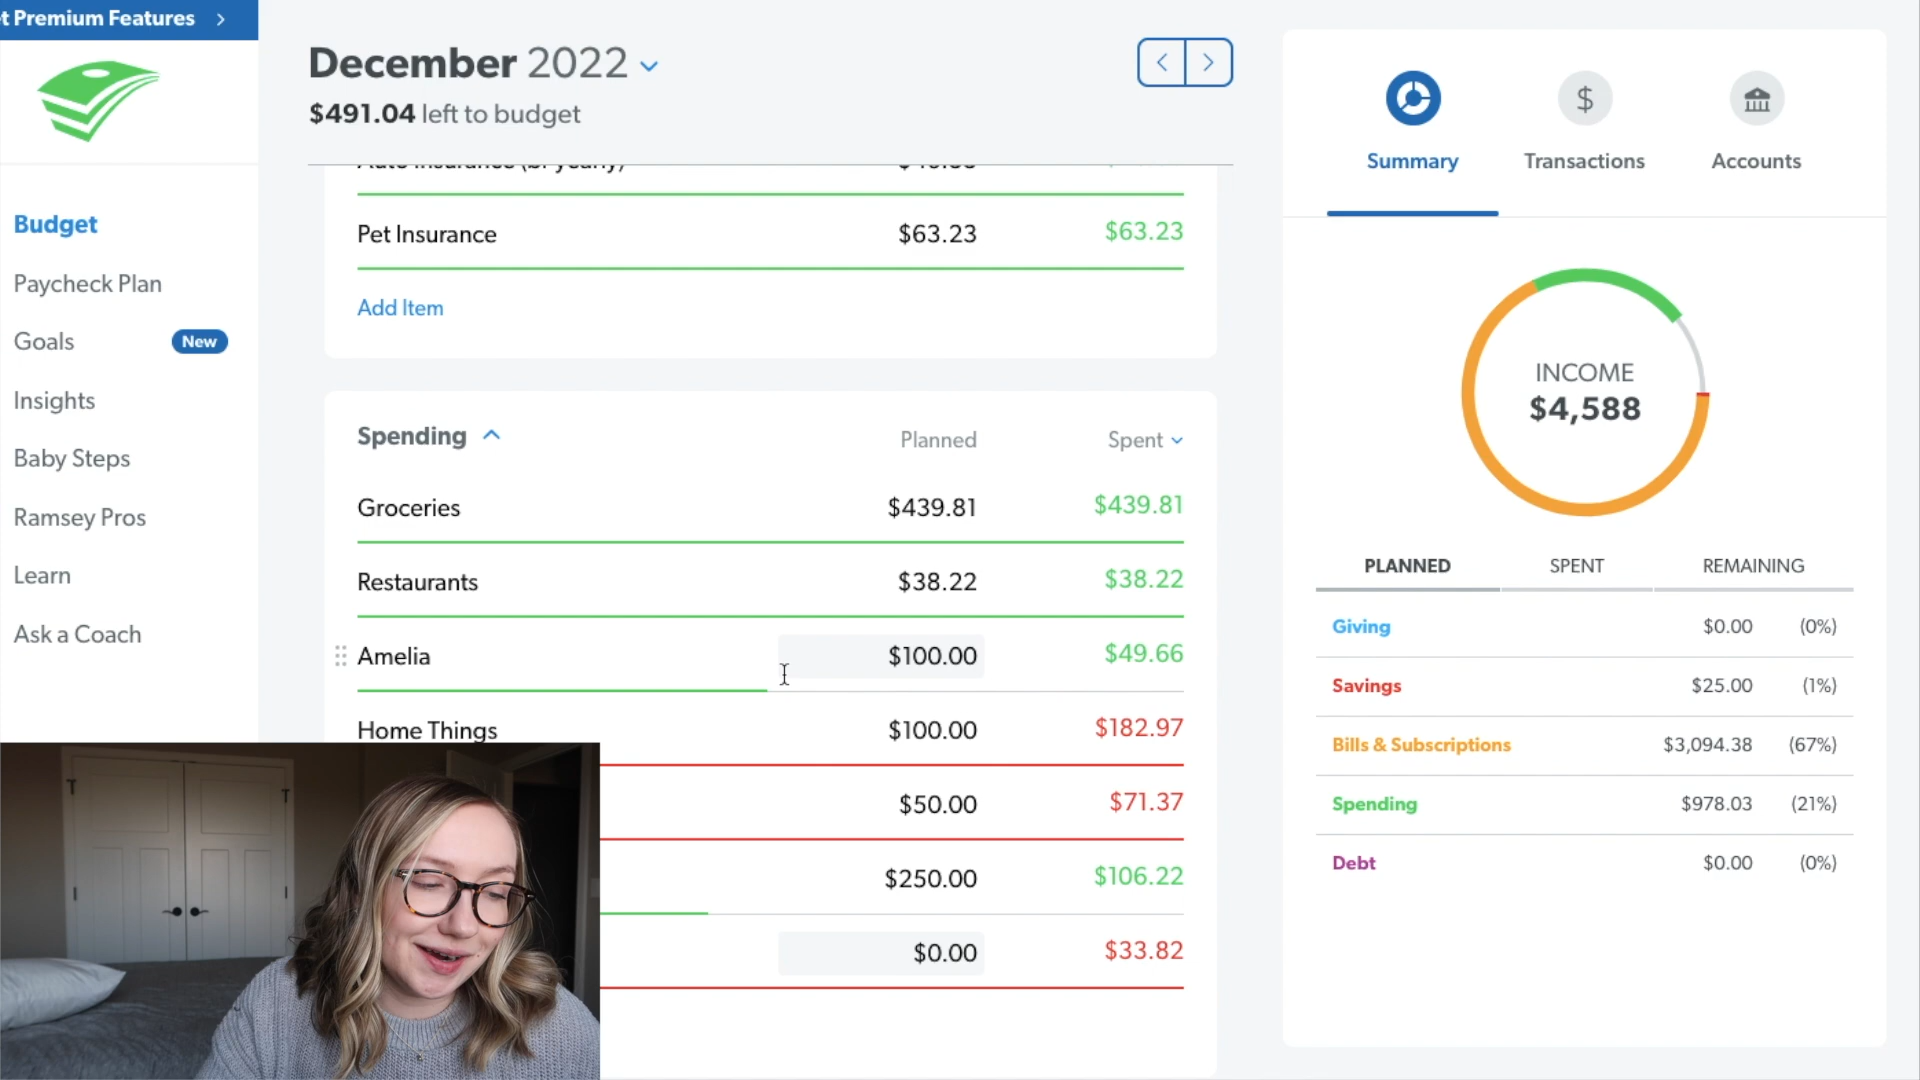 t Premium Features
December 2022
$491.04 left to budget
Budget
Paycheck Plan
Goals New
Insights
Baby Steps
Ramsey Pros
Learn
Ask a Coach
Pet Insurance $63.23 $63.23
Add Item
Spending Planned Spent
Groceries $439.81 $439.81
Restaurants $38.22 $38.22
Amelia $100.00 $49.66
Home Things $100.00 $182.97
$50.00 $71.37
$250.00 $106.22
$0.00 $33.82
Summary
$
Transactions
Accounts
INCOME
$4,588
PLANNED SPENT REMAINING
Giving $0.00 (0%)
Savings $25.00 (1%)
Bills & Subscriptions $3,094.38 (67%)
Spending $978.03 (21%)
Debt $0.00 (0%)